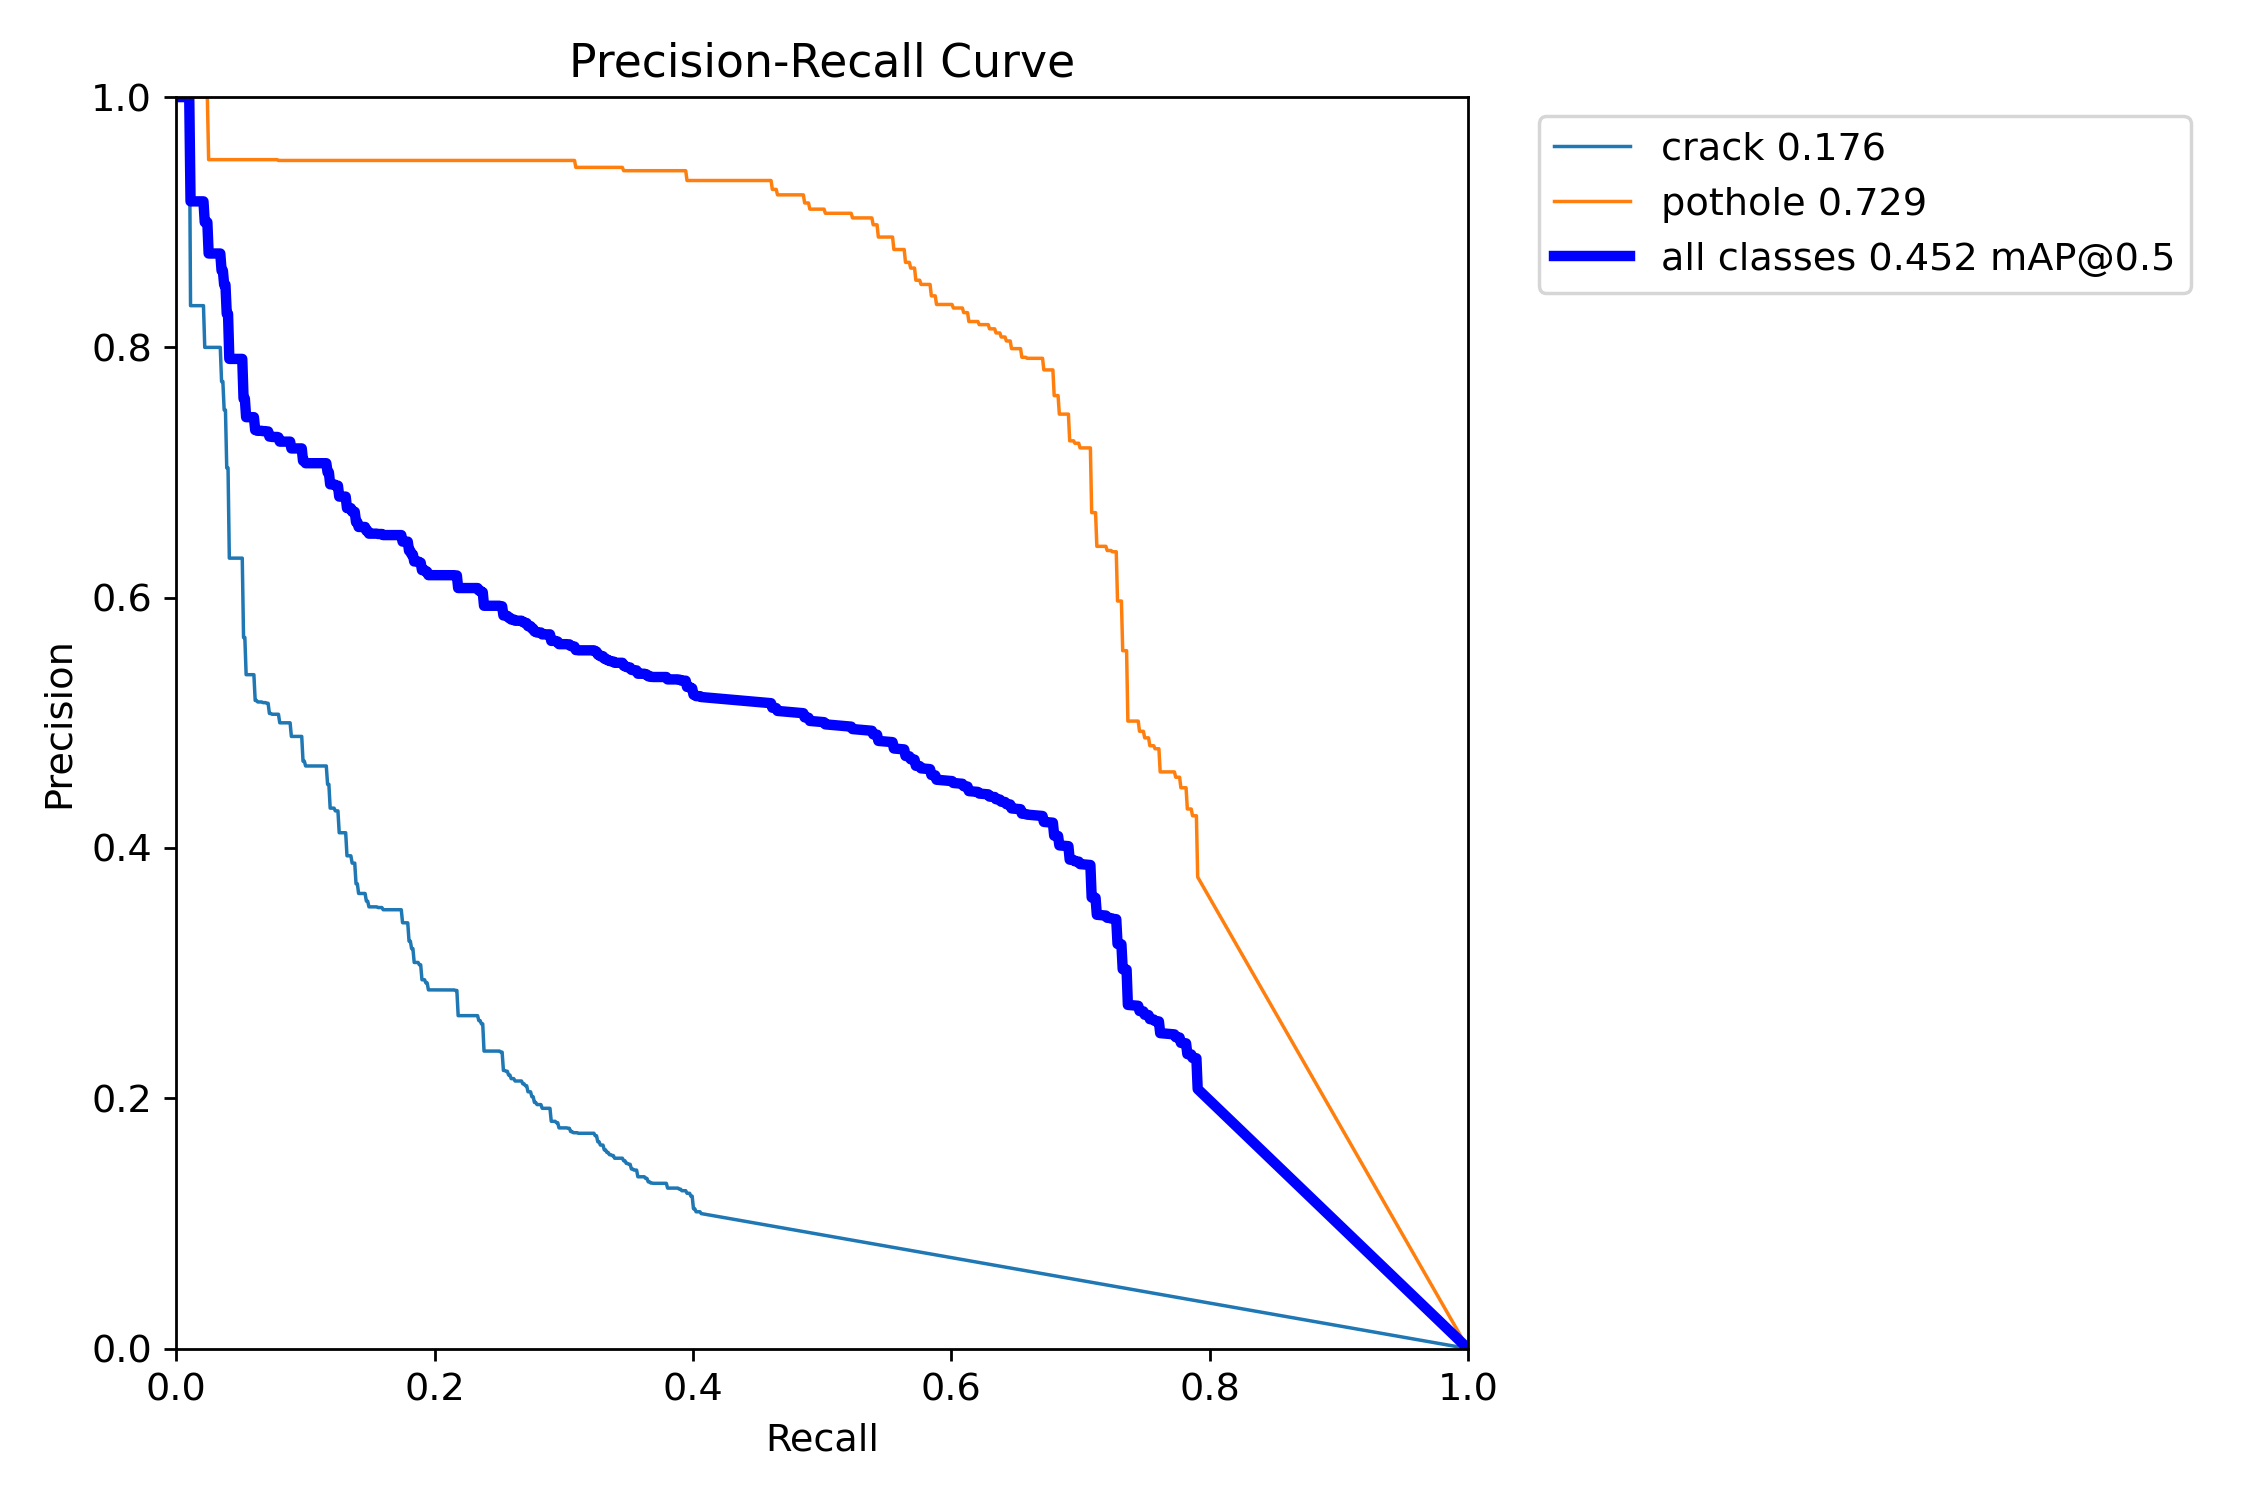 Precision-Recall Curve
crack 0.176
pothole 0.729
all classes 0.452 mAP@0.5
1.0
0.8
0.6
0.4
0.2
0.0
Precision
0.0 0.2 0.4 0.6 0.8 1.0
Recall